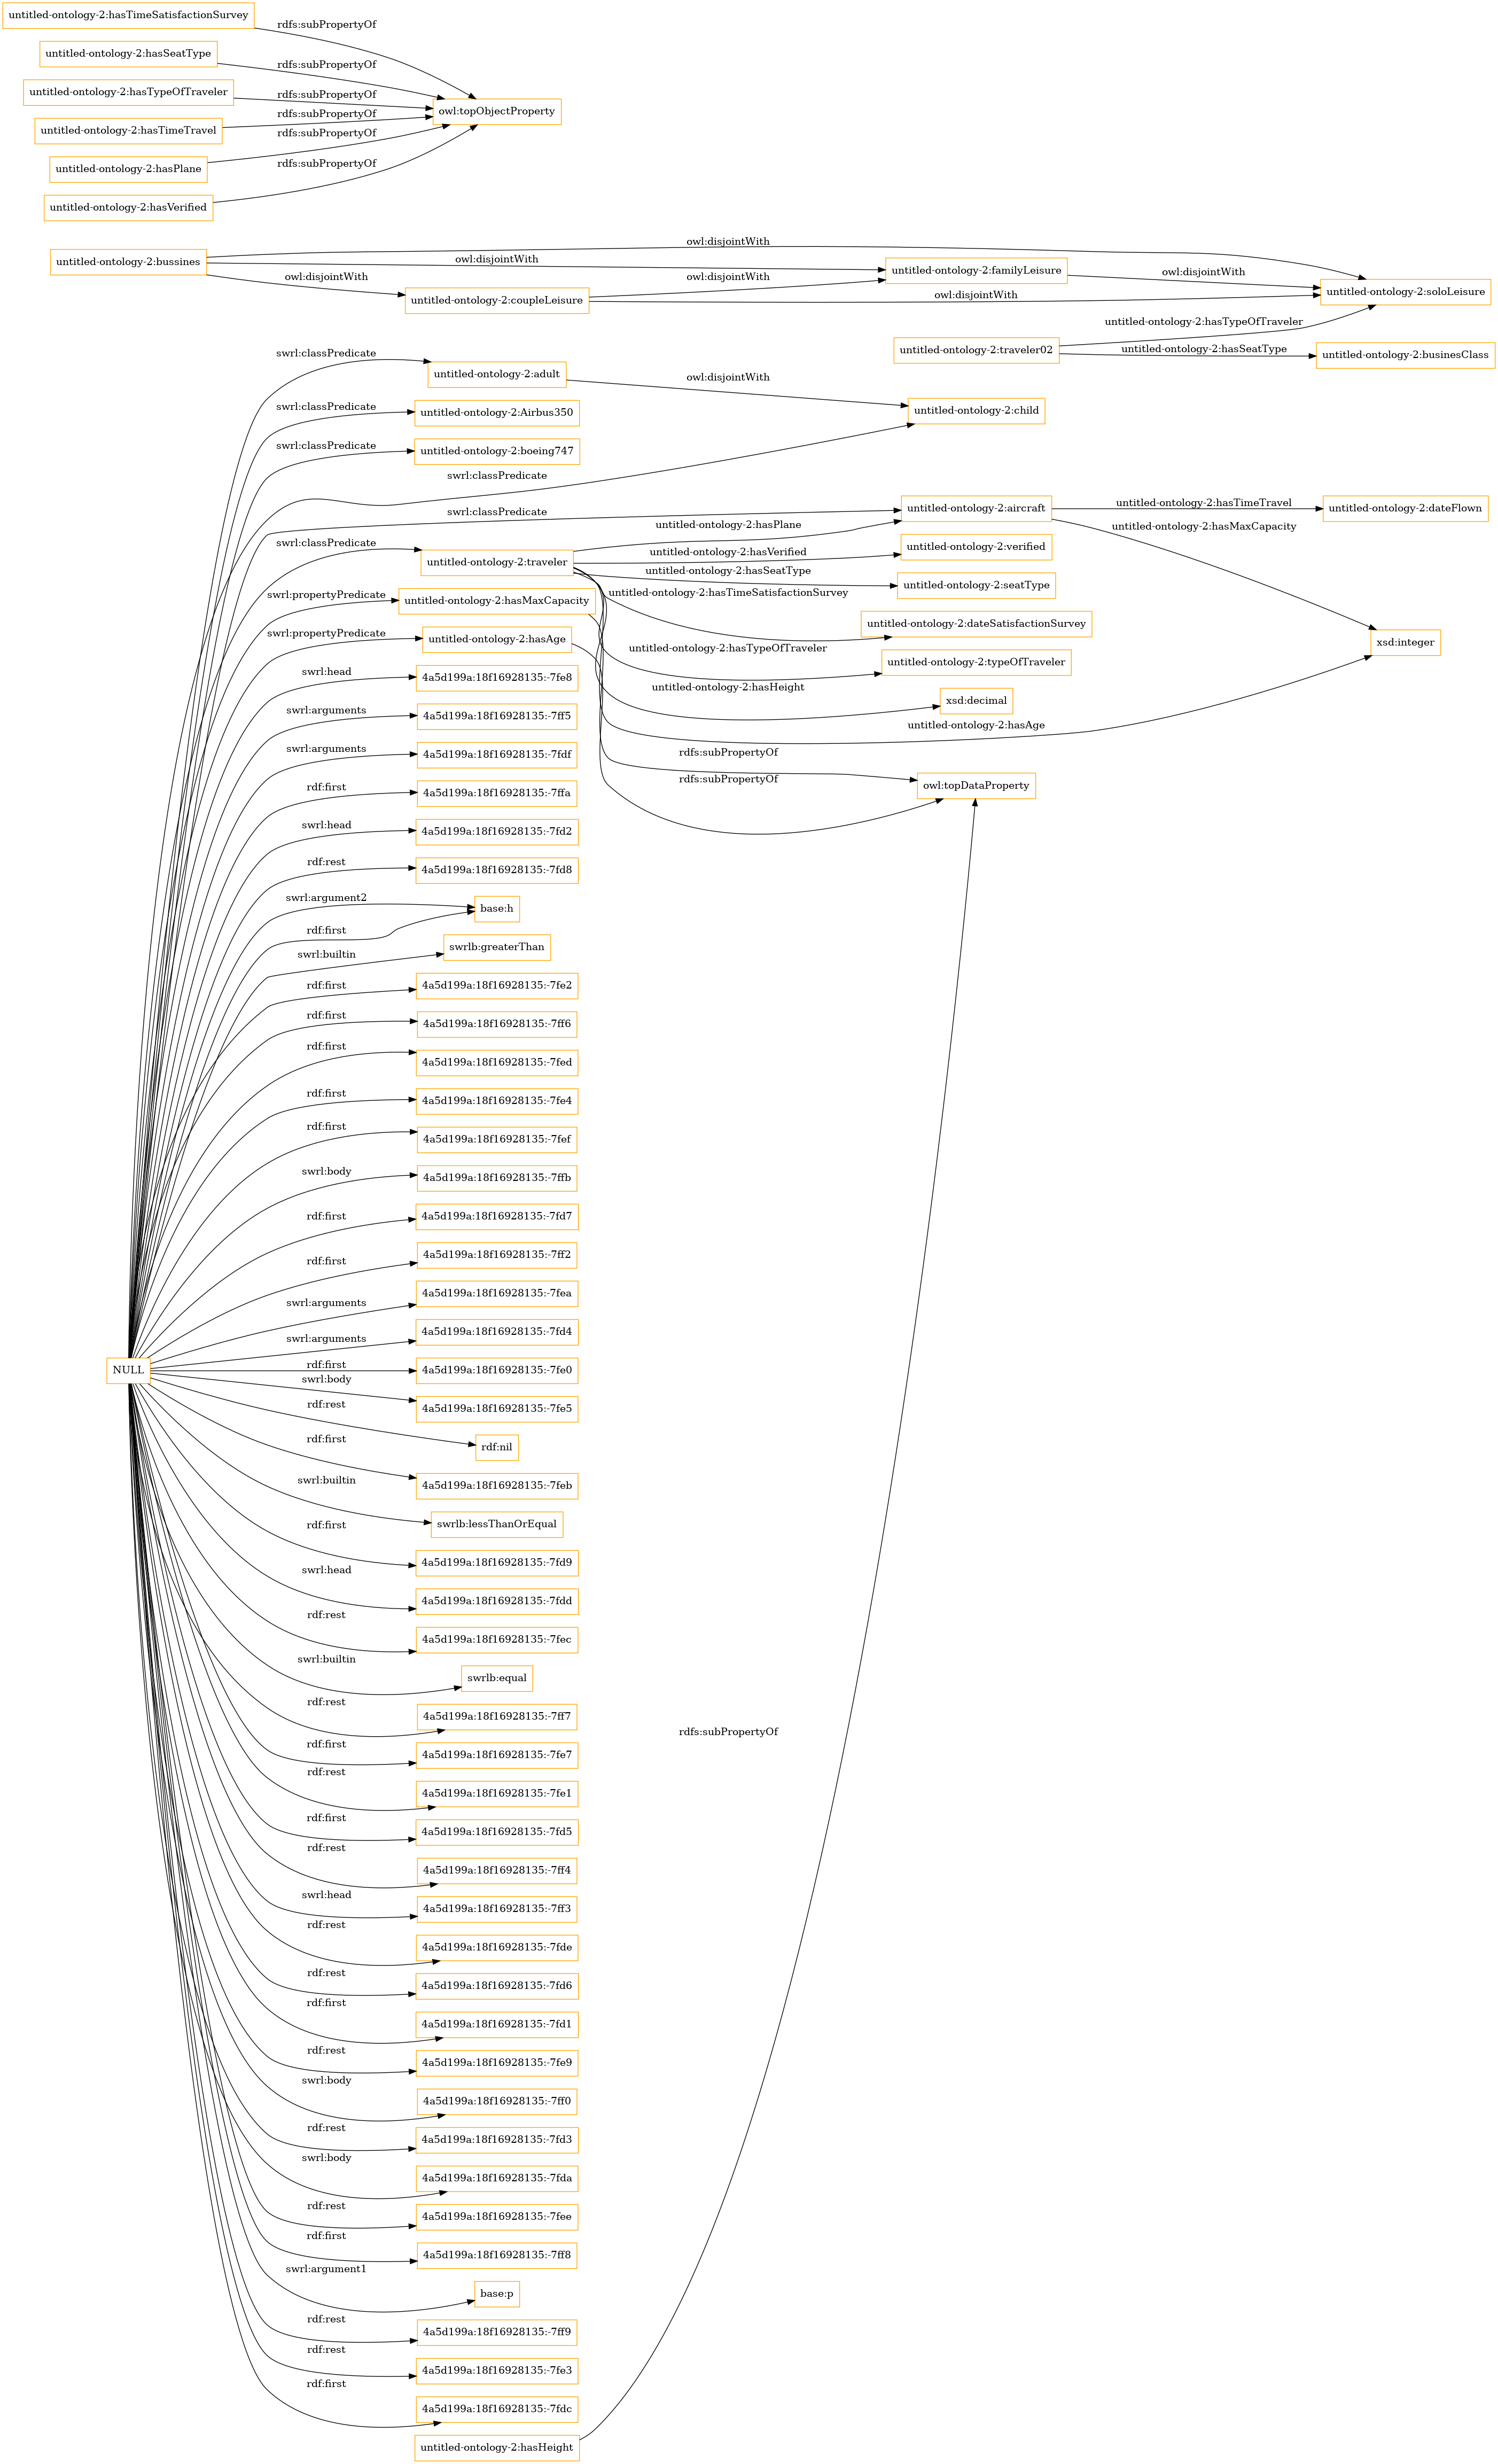 untitled-ontology-2:hasTimeSatisfactionSurvey
rdfs:subPropertyOf
untitled-ontology-2:hasSeatType
rdfs:subPropertyOf
untitled-ontology-2:hasTypeOfTraveler
rdfs:subPropertyOf
owl:topObjectProperty
rdfs:subPropertyOf
untitled-ontology-2:hasTimeTravel
rdfs:subPropertyOf
untitled-ontology-2:hasPlane
rdfs:subPropertyOf
untitled-ontology-2:hasVerified
owl:disjointWith
untitled-ontology-2:bussines
owl:disjointWith
untitled-ontology-2:familyLeisure
owl:disjointWith
owl:disjointWith
owl:disjointWith
untitled-ontology-2:coupleLeisure
owl:disjointWith
untitled-ontology-2:soloLeisure
untitled-ontology-2:hasTypeOfTraveler
untitled-ontology-2:traveler02
untitled-ontology-2:hasSeatType
untitled-ontology-2:businesClass
swrl:classPredicate
untitled-ontology-2:adult
owl:disjointWith
swrl:classPredicate
untitled-ontology-2:Airbus350
untitled-ontology-2:child
swrl:classPredicate
untitled-ontology-2:boeing747
swrl:classPredicate
swrl:classPredicate
untitled-ontology-2:aircraft
untitled-ontology-2:hasTimeTravel
untitled-ontology-2:dateFlown
untitled-ontology-2:hasPlane
untitled-ontology-2:hasMaxCapacity
swrl:classPredicate
untitled-ontology-2:traveler
untitled-ontology-2:hasVerified
untitled-ontology-2:verified
untitled-ontology-2:hasSeatType
untitled-ontology-2:seatType
swrl:propertyPredicate
untitled-ontology-2:hasMaxCapacity
untitled-ontology-2:hasTimeSatisfactionSurvey
untitled-ontology-2:dateSatisfactionSurvey
swrl:propertyPredicate
untitled-ontology-2:hasAge
untitled-ontology-2:hasTypeOfTraveler
untitled-ontology-2:typeOfTraveler
xsd:integer
swrl:head
4a5d199a:18f16928135:-7fe8
untitled-ontology-2:hasHeight
xsd:decimal
swrl:arguments
4a5d199a:18f16928135:-7ff5
untitled-ontology-2:hasAge
swrl:arguments
4a5d199a:18f16928135:-7fdf
rdfs:subPropertyOf
rdfs:subPropertyOf
owl:topDataProperty
rdf:first
4a5d199a:18f16928135:-7ffa
swrl:head
4a5d199a:18f16928135:-7fd2
rdf:rest
4a5d199a:18f16928135:-7fd8
swrl:argument2
base:h
rdf:first
swrl:builtin
swrlb:greaterThan
rdf:first
4a5d199a:18f16928135:-7fe2
rdf:first
4a5d199a:18f16928135:-7ff6
rdf:first
4a5d199a:18f16928135:-7fed
rdf:first
4a5d199a:18f16928135:-7fe4
rdf:first
4a5d199a:18f16928135:-7fef
swrl:body
4a5d199a:18f16928135:-7ffb
rdf:first
4a5d199a:18f16928135:-7fd7
rdf:first
4a5d199a:18f16928135:-7ff2
swrl:arguments
4a5d199a:18f16928135:-7fea
swrl:arguments
4a5d199a:18f16928135:-7fd4
NULL
rdf:first
4a5d199a:18f16928135:-7fe0
swrl:body
4a5d199a:18f16928135:-7fe5
rdf:rest
rdf:nil
rdf:first
4a5d199a:18f16928135:-7feb
swrl:builtin
swrlb:lessThanOrEqual
rdf:first
4a5d199a:18f16928135:-7fd9
swrl:head
4a5d199a:18f16928135:-7fdd
rdf:rest
4a5d199a:18f16928135:-7fec
swrl:builtin
swrlb:equal
rdf:rest
4a5d199a:18f16928135:-7ff7
rdfs:subPropertyOf
rdf:first
4a5d199a:18f16928135:-7fe7
rdf:rest
4a5d199a:18f16928135:-7fe1
rdf:first
4a5d199a:18f16928135:-7fd5
rdf:rest
4a5d199a:18f16928135:-7ff4
swrl:head
4a5d199a:18f16928135:-7ff3
rdf:rest
4a5d199a:18f16928135:-7fde
rdf:rest
4a5d199a:18f16928135:-7fd6
rdf:first
4a5d199a:18f16928135:-7fd1
rdf:rest
4a5d199a:18f16928135:-7fe9
swrl:body
4a5d199a:18f16928135:-7ff0
rdf:rest
4a5d199a:18f16928135:-7fd3
swrl:body
4a5d199a:18f16928135:-7fda
rdf:rest
4a5d199a:18f16928135:-7fee
rdf:first
4a5d199a:18f16928135:-7ff8
swrl:argument1
base:p
rdf:rest
4a5d199a:18f16928135:-7ff9
rdf:rest
4a5d199a:18f16928135:-7fe3
rdf:first
4a5d199a:18f16928135:-7fdc
untitled-ontology-2:hasHeight